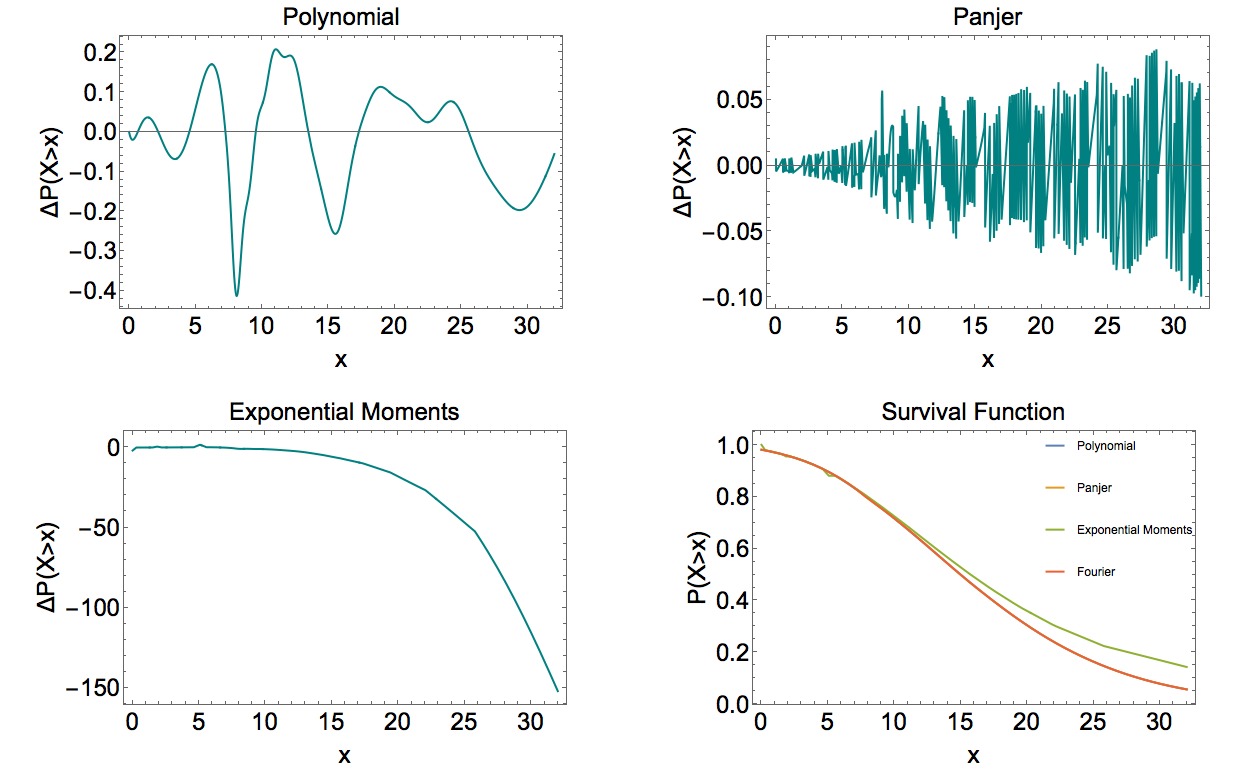 Polynomial
ΔP(X>x)
0.2
0.1
0.0
−0.1
−0.2
−0.3
−0.4
0 5 10 15 20 25 30
x
Panjer
ΔP(X>x)
0.05
0.00
−0.05
−0.10
0 5 10 15 20 25 30
x
Exponential Moments
ΔP(X>x)
0
−50
−100
−150
0 5 10 15 20 25 30
x
Survival Function
P(X>x)
1.0
0.8
0.6
0.4
0.2
0.0
Polynomial
Panjer
Exponential Moments
Fourier
0 5 10 15 20 25 30
x